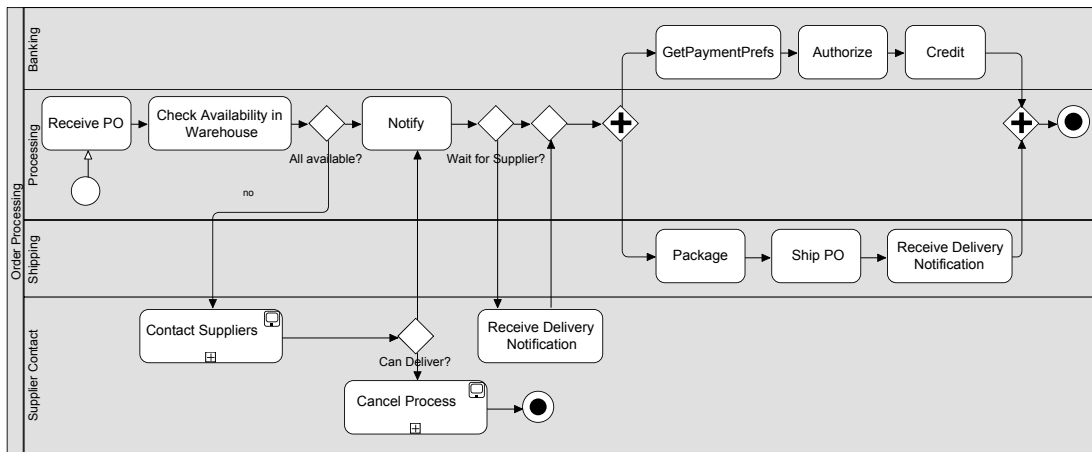 Order Processing
Banking
GetPaymentPrefs
Authorize
Credit
Processing
Receive PO
Check Availability in
Warehouse
All available?
no
Notify
Wait for Supplier?
Shipping
Package
Ship PO
Receive Delivery
Notification
Supplier Contact
Contact Suppliers
Can Deliver?
Receive Delivery
Notification
Cancel Process